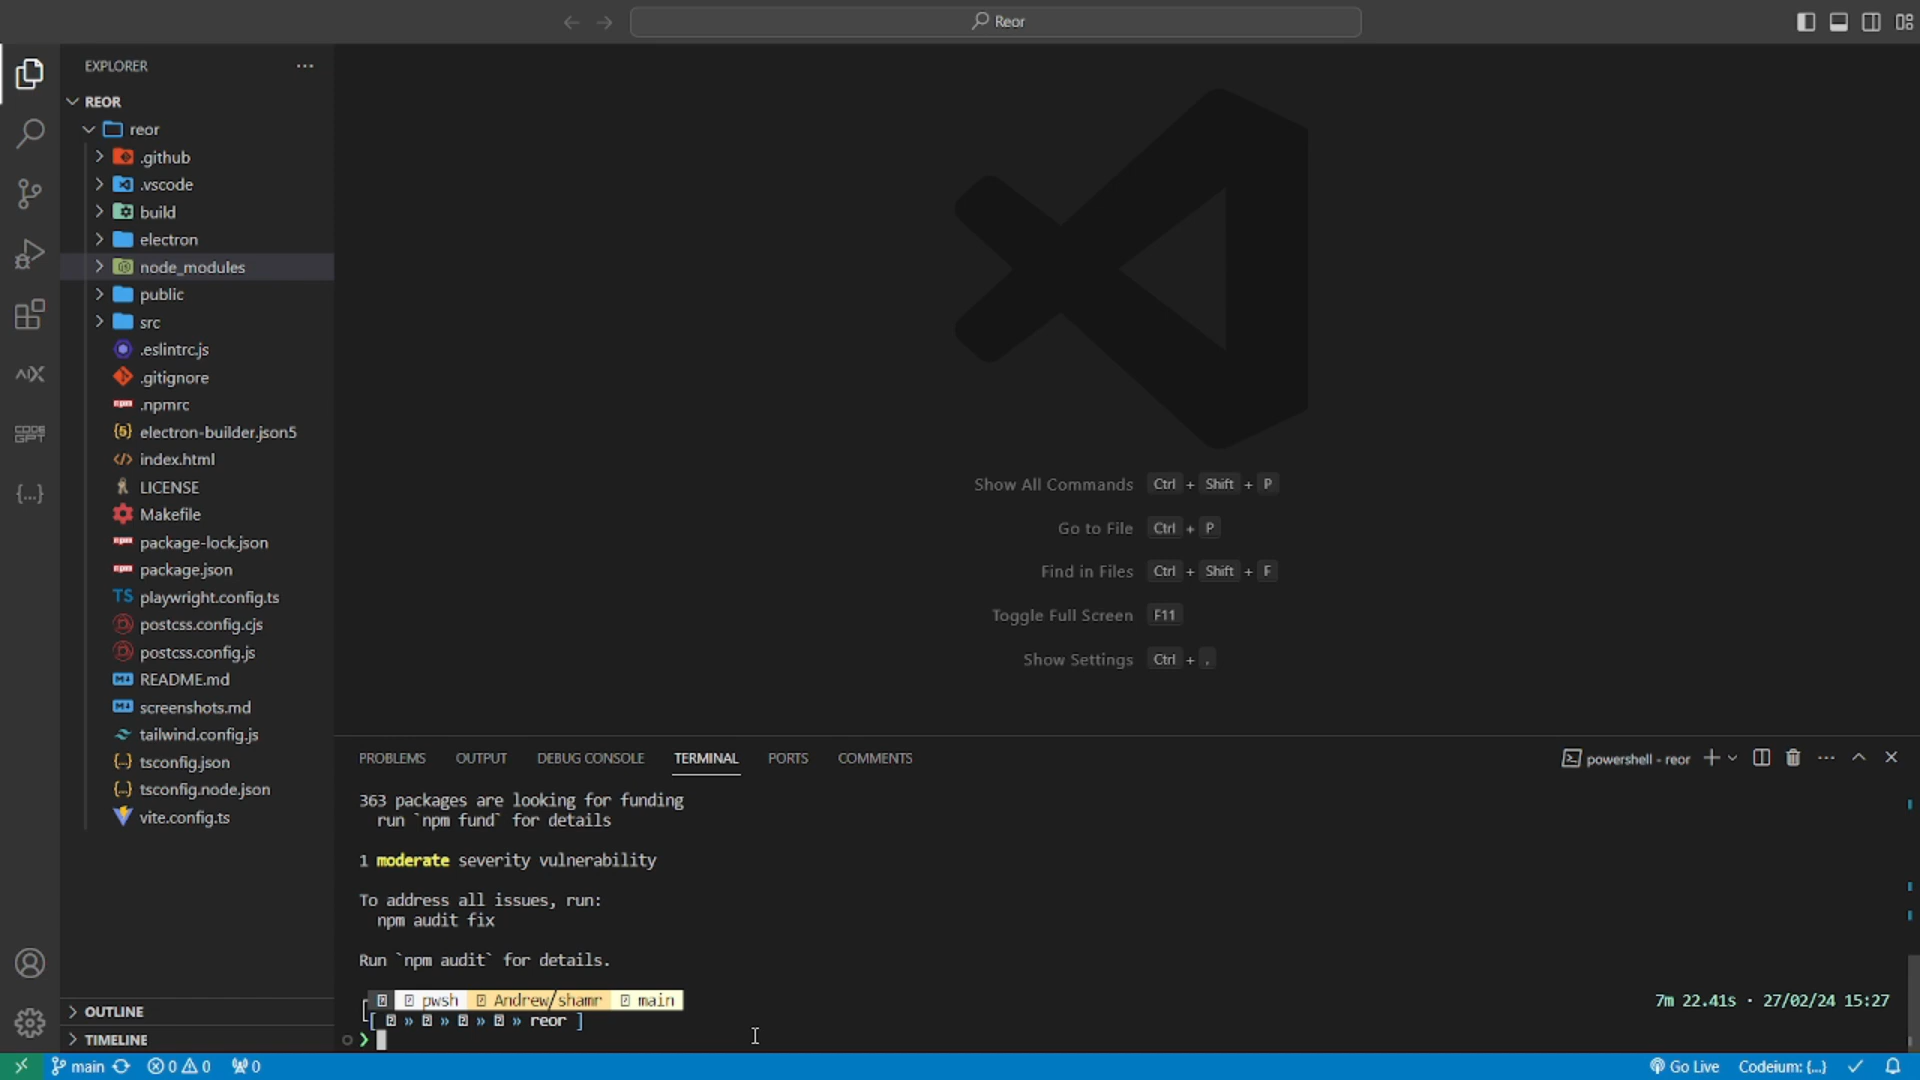 Reor
EXPLORER
REOR
reor
.github
.vscode
build
electron
node_modules
public
src
.eslintrc.js
.gitignore
.npmrc
electron-builder.json5
index.html
LICENSE
Makefile
package-lock.json
package.json
playwright.config.ts
postcss.config.cjs
postcss.config.js
README.md
screenshots.md
tailwind.config.js
tsconfig.json
tsconfig.node.json
vite.config.ts
OUTLINE
TIMELINE
Show All Commands Ctrl + Shift + P
Go to File Ctrl + P
Find in Files Ctrl + Shift + F
Toggle Full Screen F11
Show Settings Ctrl + ,
PROBLEMS OUTPUT DEBUG CONSOLE TERMINAL PORTS COMMENTS
powershell - reor
363 packages are looking for funding
run `npm fund` for details
1 moderate severity vulnerability
To address all issues, run:
npm audit fix
Run `npm audit` for details.
pwsh Andrew/shamr main
7m 22.41s · 27/02/24 15:27
[ » » » » reor ]
❯
main 0 0 0
Go Live Codeium: {...}